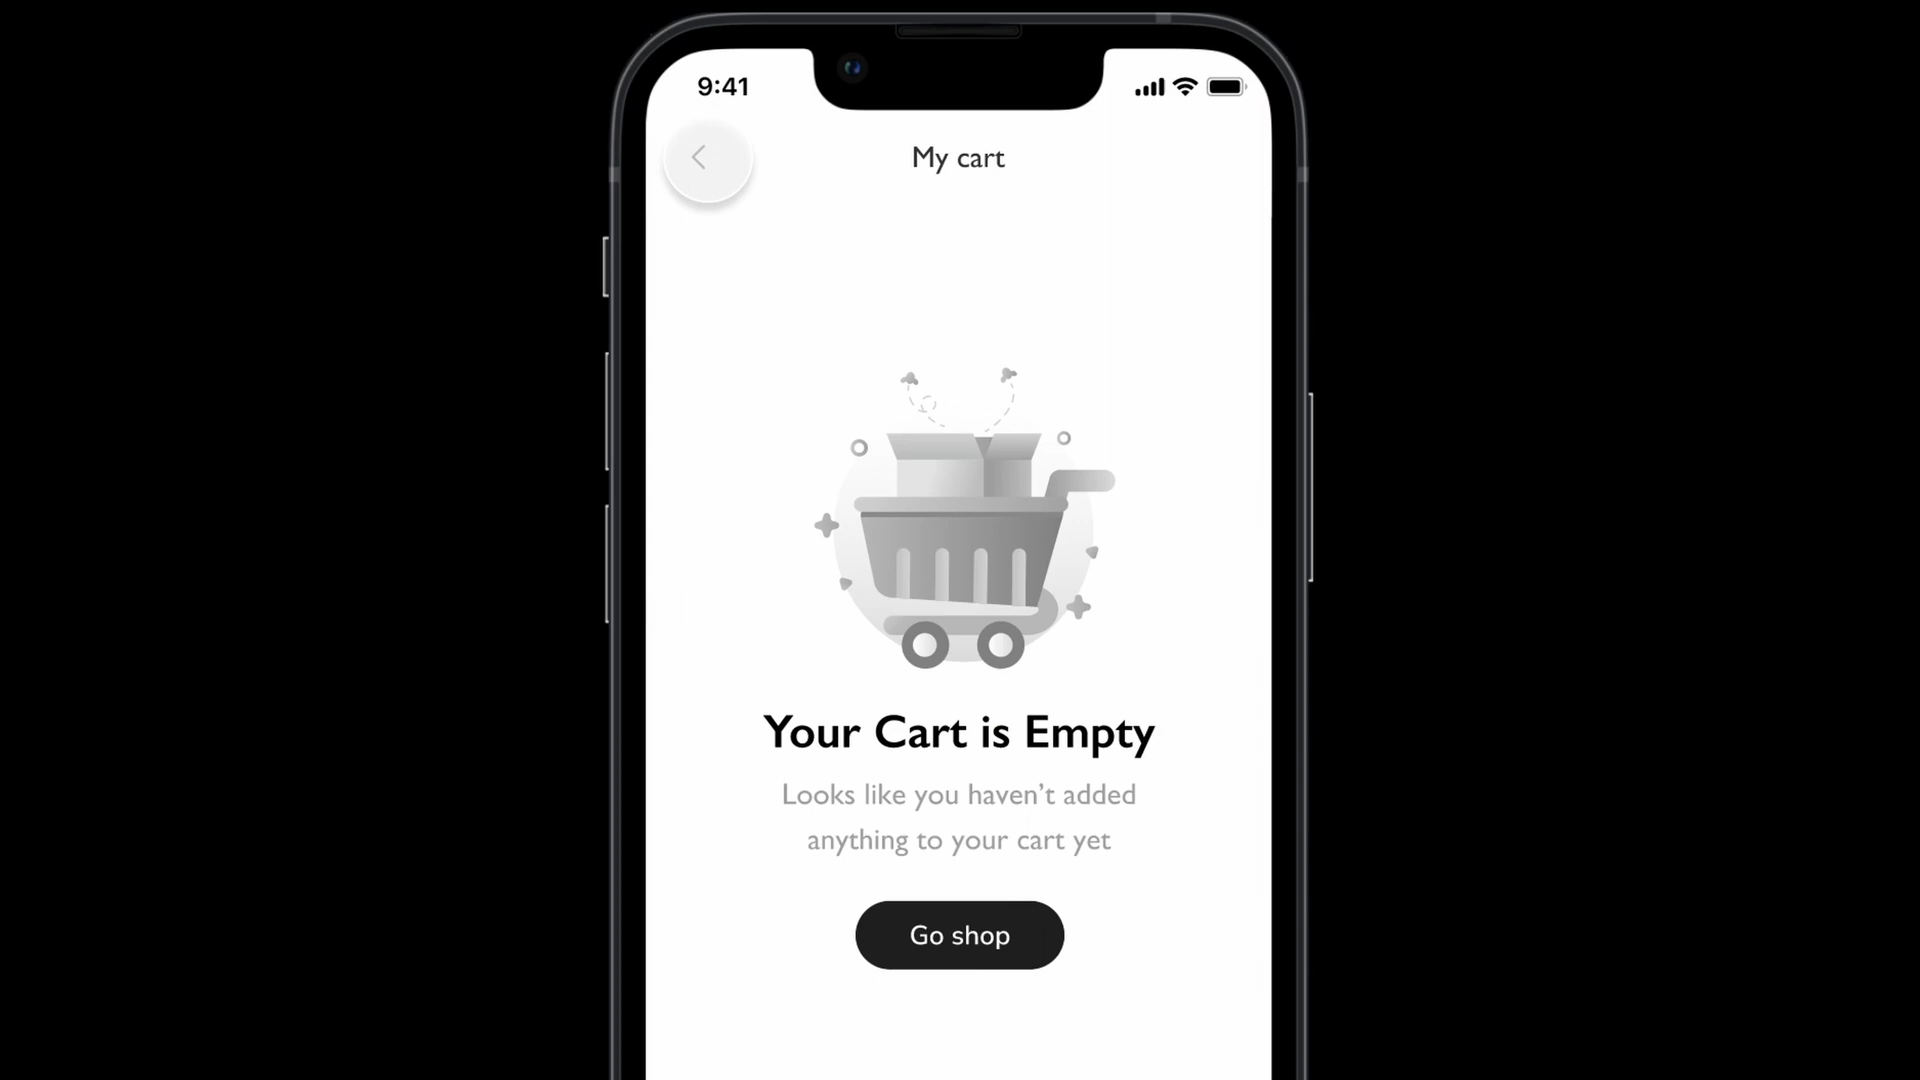 9:41
My cart
Your Cart is Empty
Looks like you haven’t added
anything to your cart yet
Go shop